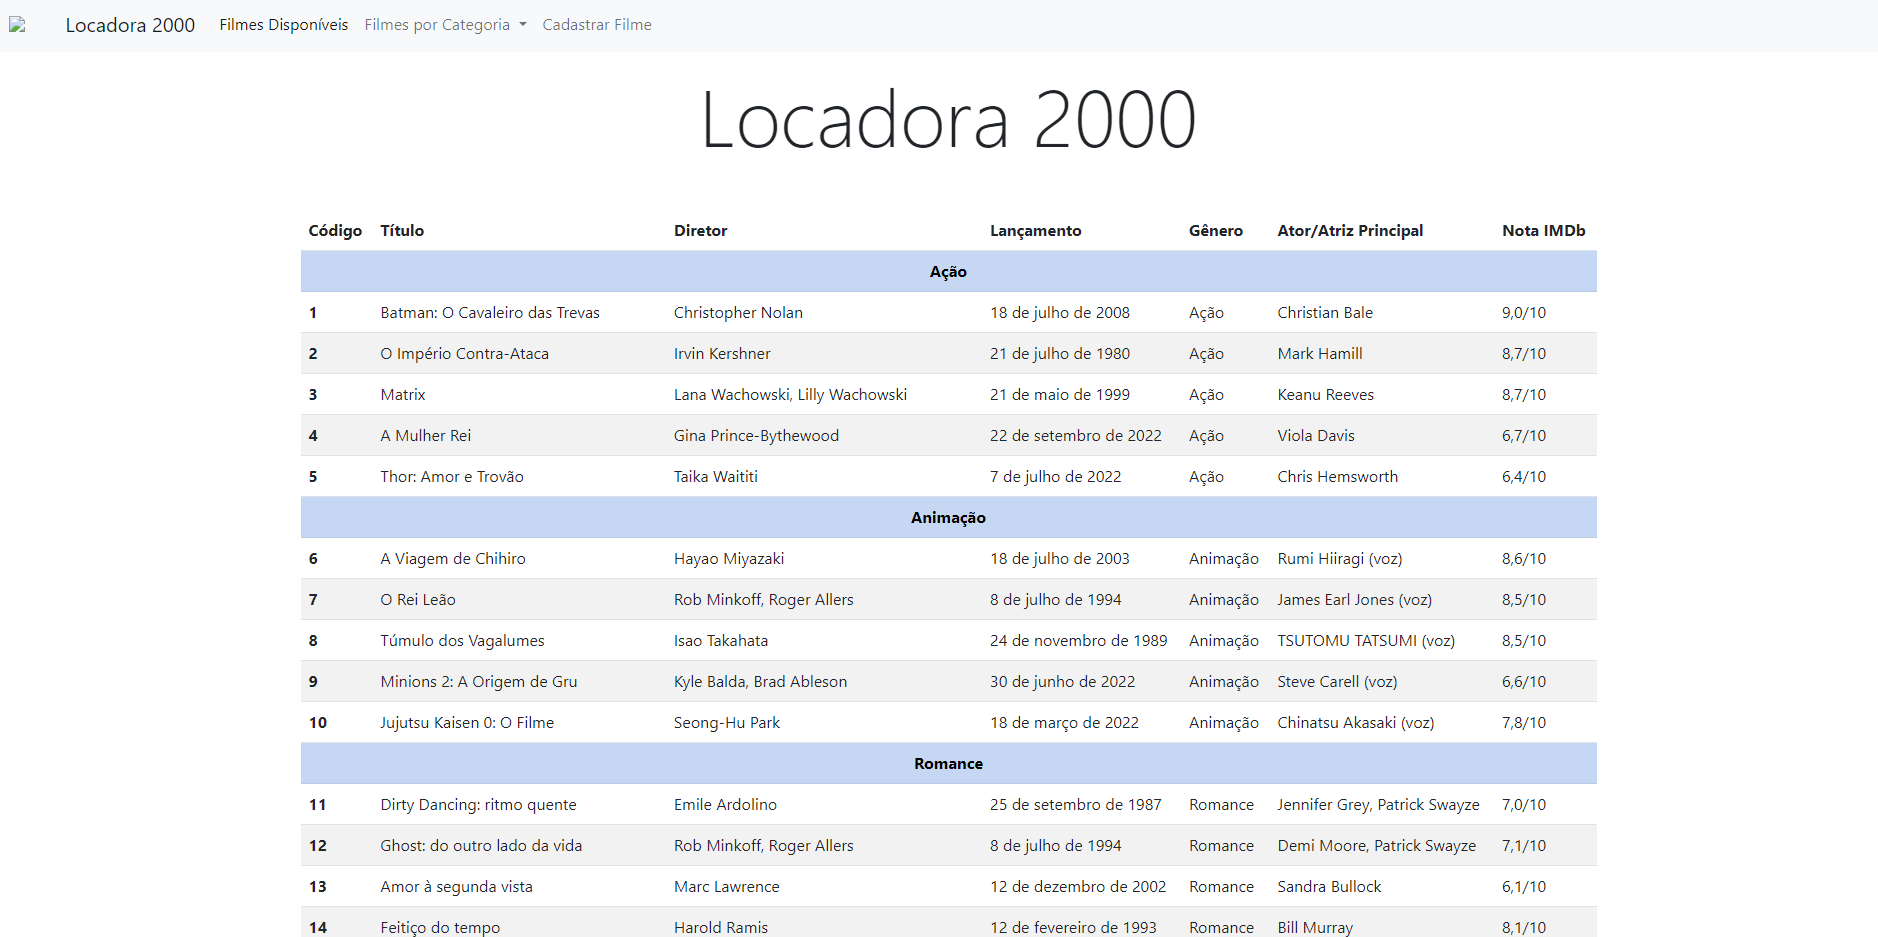 Locadora 2000 Filmes Disponíveis Filmes por Categoria Cadastrar Filme
Locadora 2000
Código Título Diretor Lançamento Gênero Ator/Atriz Principal Nota IMDb
Ação
1 Batman: O Cavaleiro das Trevas Christopher Nolan 18 de julho de 2008 Ação Christian Bale 9,0/10
2 O Império Contra-Ataca Irvin Kershner 21 de julho de 1980 Ação Mark Hamill 8,7/10
3 Matrix Lana Wachowski, Lilly Wachowski 21 de maio de 1999 Ação Keanu Reeves 8,7/10
4 A Mulher Rei Gina Prince-Bythewood 22 de setembro de 2022 Ação Viola Davis 6,7/10
5 Thor: Amor e Trovão Taika Waititi 7 de julho de 2022 Ação Chris Hemsworth 6,4/10
Animação
6 A Viagem de Chihiro Hayao Miyazaki 18 de julho de 2003 Animação Rumi Hiiragi (voz) 8,6/10
7 O Rei Leão Rob Minkoff, Roger Allers 8 de julho de 1994 Animação James Earl Jones (voz) 8,5/10
8 Túmulo dos Vagalumes Isao Takahata 24 de novembro de 1989 Animação TSUTOMU TATSUMI (voz) 8,5/10
9 Minions 2: A Origem de Gru Kyle Balda, Brad Ableson 30 de junho de 2022 Animação Steve Carell (voz) 6,6/10
10 Jujutsu Kaisen 0: O Filme Seong-Hu Park 18 de março de 2022 Animação Chinatsu Akasaki (voz) 7,8/10
Romance
11 Dirty Dancing: ritmo quente Emile Ardolino 25 de setembro de 1987 Romance Jennifer Grey, Patrick Swayze 7,0/10
12 Ghost: do outro lado da vida Rob Minkoff, Roger Allers 8 de julho de 1994 Romance Demi Moore, Patrick Swayze 7,1/10
13 Amor à segunda vista Marc Lawrence 12 de dezembro de 2002 Romance Sandra Bullock 6,1/10
14 Feitiço do tempo Harold Ramis 12 de fevereiro de 1993 Romance Bill Murray 8,1/10